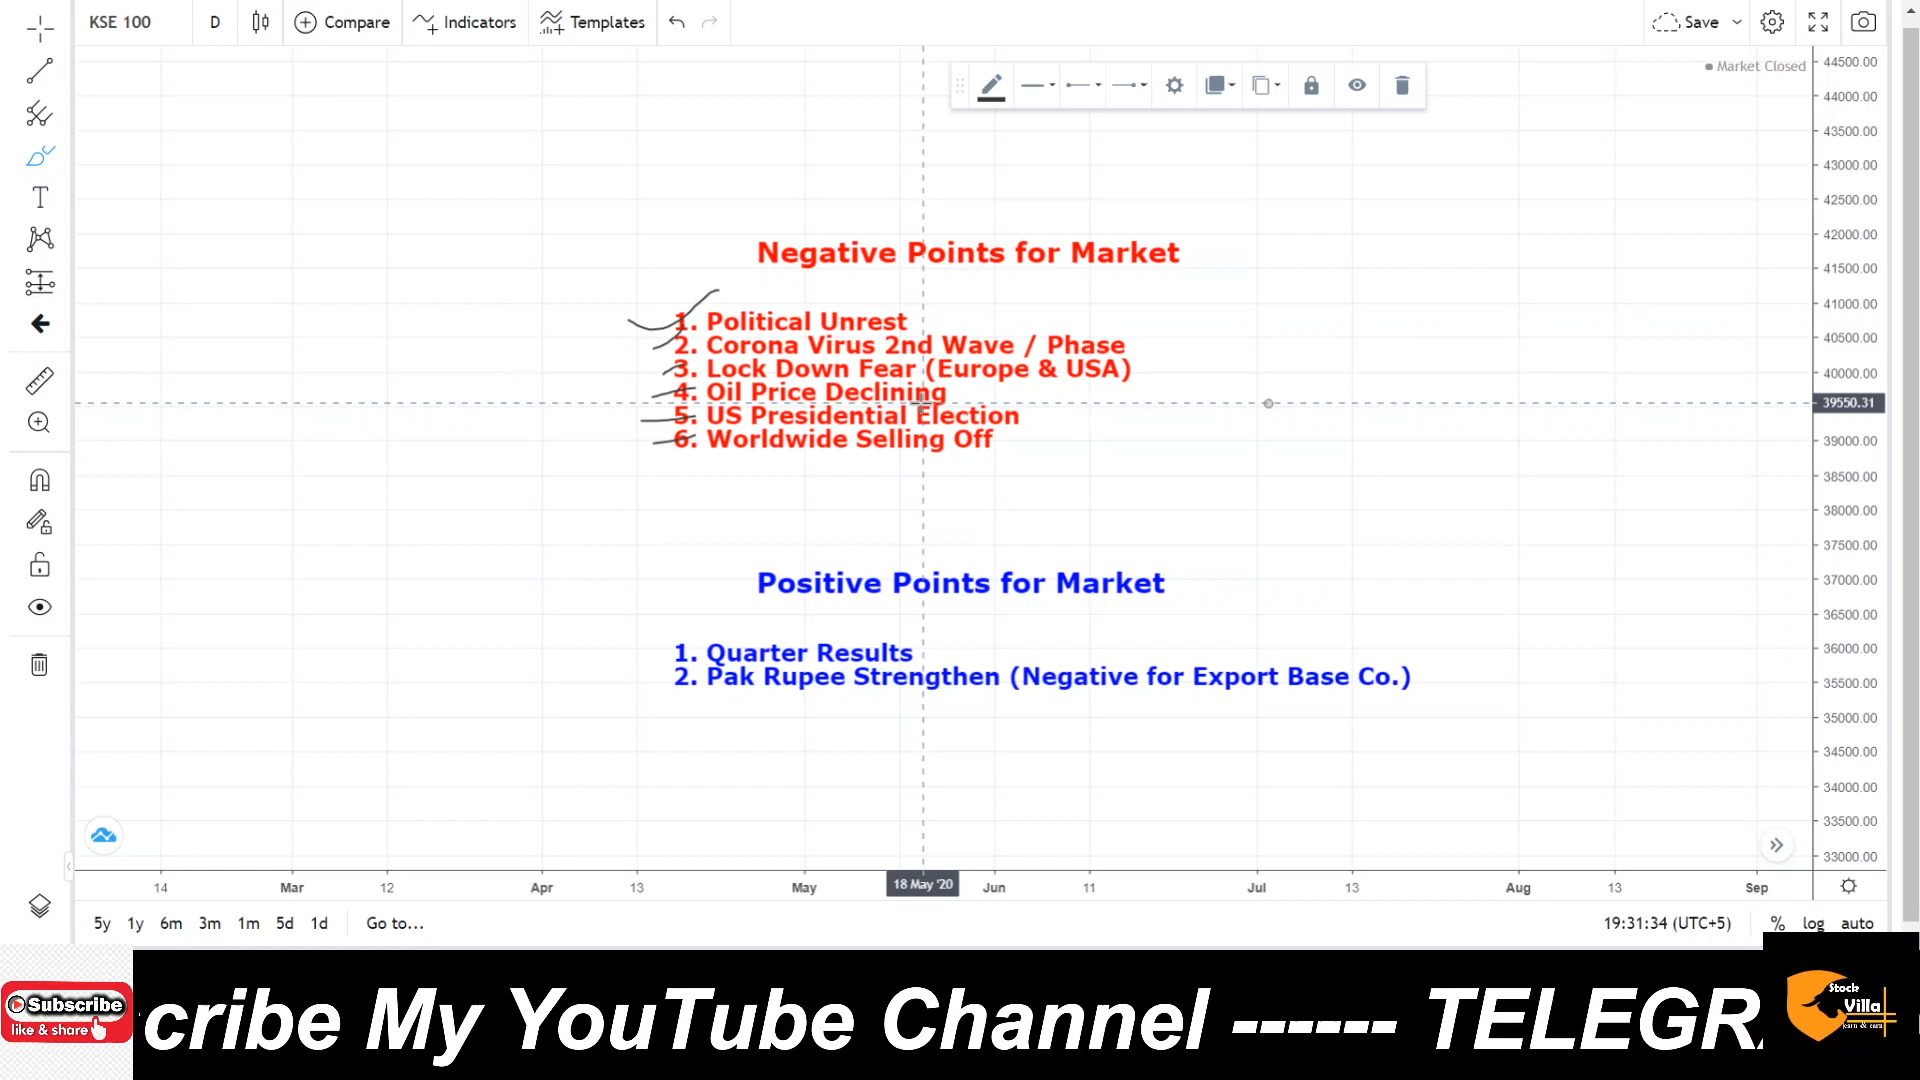 KSE 100
D
Compare
Indicators
Templates
Save
Market Closed
44500.00
44000.00
43500.00
43000.00
42500.00
42000.00
41500.00
41000.00
40500.00
40000.00
39550.31
39000.00
38500.00
38000.00
37500.00
37000.00
36500.00
36000.00
35500.00
35000.00
34500.00
34000.00
33500.00
33000.00
Negative Points for Market
1. Political Unrest
2. Corona Virus 2nd Wave / Phase
3. Lock Down Fear (Europe & USA)
4. Oil Price Declining
5. US Presidential Election
6. Worldwide Selling Off
Positive Points for Market
1. Quarter Results
2. Pak Rupee Strengthen (Negative for Export Base Co.)
14 Mar 12 Apr 13 May 18 May '20 Jun 11 Jul 13 Aug 13 Sep
5y 1y 6m 3m 1m 5d 1d Go to... 19:31:34 (UTC+5) % log auto
Subscribe
like & share
cribe My YouTube Channel ------ TELEGR
Stock
Villa
learn & earn